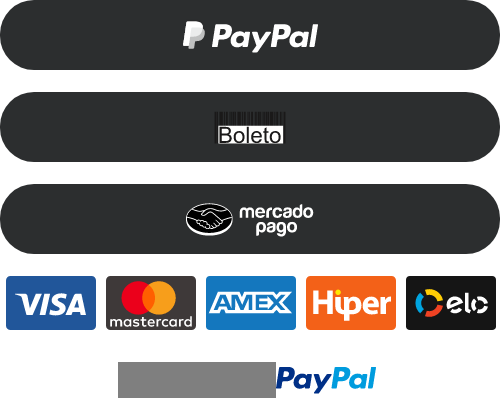 PayPal
Boleto
mercado
pago
VISA
mastercard
AMEX
Hiper
elo
PayPal